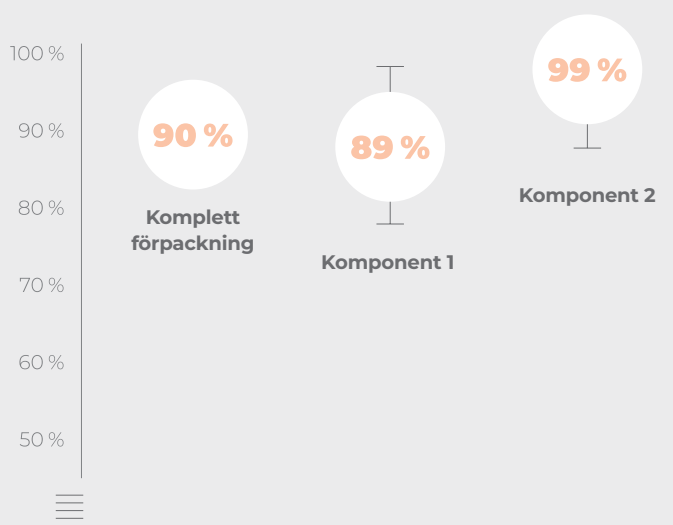 100 %
90 %
80 %
70 %
60 %
50 %
90 %
Komplett
förpackning
89 %
Komponent 1
99 %
Komponent 2